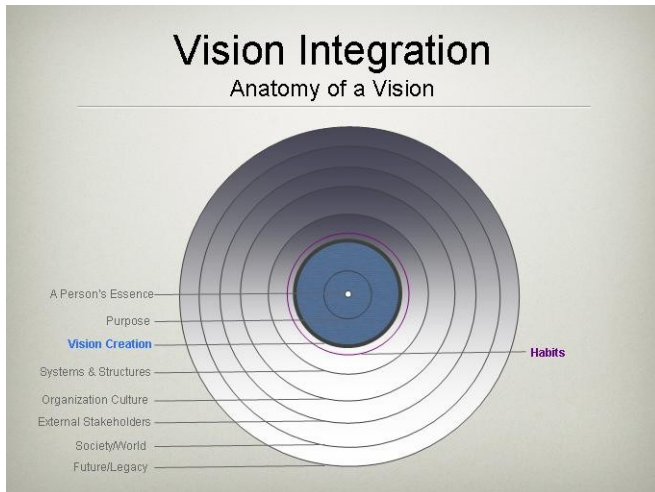 Vision Integration
Anatomy of a Vision
A Person's Essence
Purpose
Vision Creation
Habits
Systems & Structures
Organization Culture
External Stakeholders
Society/World
Future/Legacy